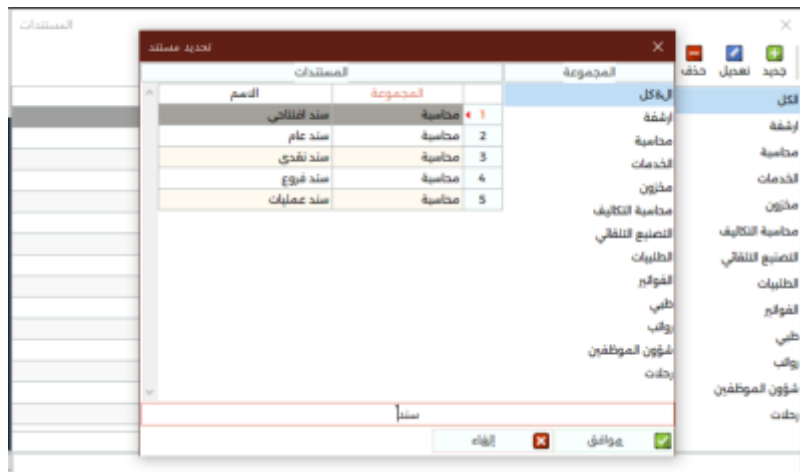 المستندات
جديد تعديل حذف
الكل
ارشفة
محاسبة
الخدمات
مخزون
محاسبة التكاليف
التصنيع التلقائي
الطلبيات
الفواتير
طبي
رواتب
شؤون الموظفين
رحلات
تحديد مستند
المجموعة
ال&كل
ارشفة
محاسبة
الخدمات
مخزون
محاسبة التكاليف
التصنيع التلقائي
الطلبيات
الفواتير
طبي
رواتب
شؤون الموظفين
رحلات
المستندات
المجموعة الاسم
1 محاسبة سند افتتاحي
2 محاسبة سند عام
3 محاسبة سند نقدي
4 محاسبة سند فروع
5 محاسبة سند عمليات
سند
موافق إلغاء